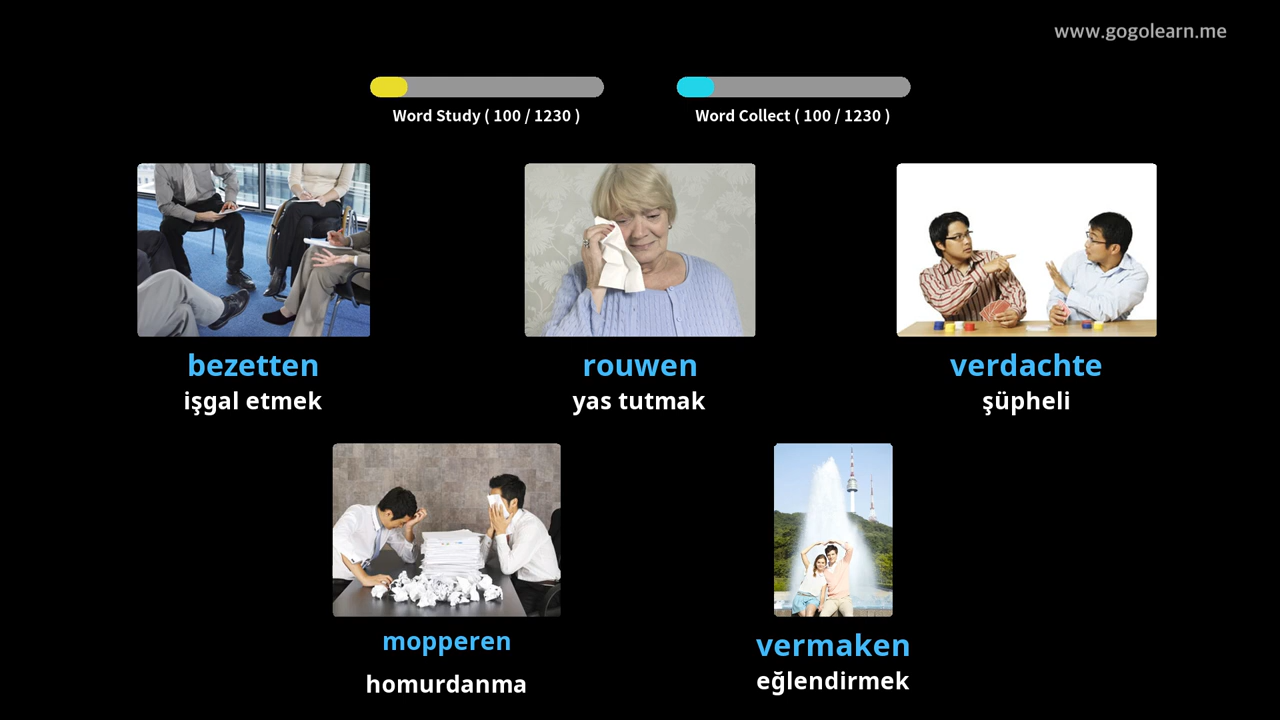 www.gogolearn.me
Word Study ( 100 / 1230 )
Word Collect ( 100 / 1230 )
bezetten
işgal etmek
rouwen
yas tutmak
verdachte
şüpheli
mopperen
homurdanma
vermaken
eğlendirmek